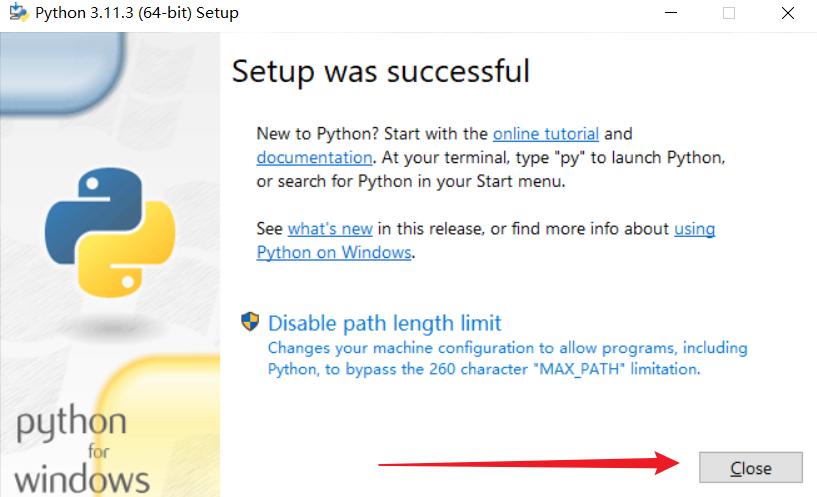 Python 3.11.3 (64-bit) Setup
Setup was successful
New to Python? Start with the online tutorial and
documentation. At your terminal, type "py" to launch Python,
or search for Python in your Start menu.
See what's new in this release, or find more info about using
Python on Windows.
Disable path length limit
Changes your machine configuration to allow programs, including
Python, to bypass the 260 character "MAX_PATH" limitation.
python
for
windows
Close